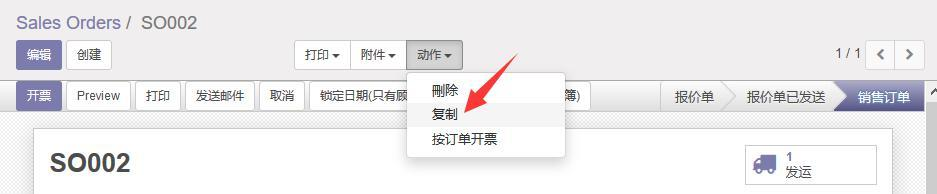 Sales Orders / SO002
编辑 创建 打印 附件 动作 1 / 1
开票 Preview 打印 发送邮件 取消 锁定日期(只有顾 簿) 报价单 报价单已发送 销售订单
刪除
复制
按订单开票
SO002
1
发运